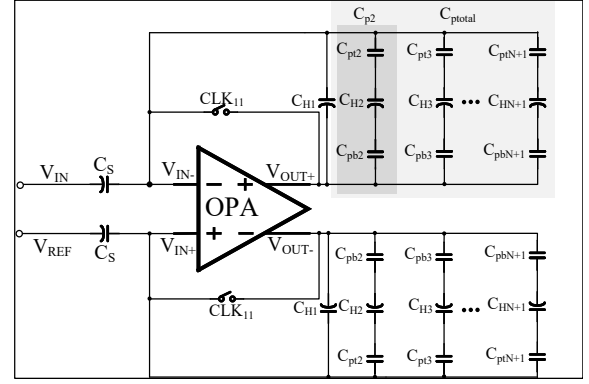 Cp2 Cptotal
Cpt2 Cpt3 CptN+1
CLK11 CH1 CH2 CH3 ••• CHN+1
Cpb2 Cpb3 CpbN+1
VIN CS VIN- − + VOUT+
OPA
VREF CS VIN+ + − VOUT-
Cpb2 Cpb3 CpbN+1
CLK11 CH1 CH2 CH3 ••• CHN+1
Cpt2 Cpt3 CptN+1